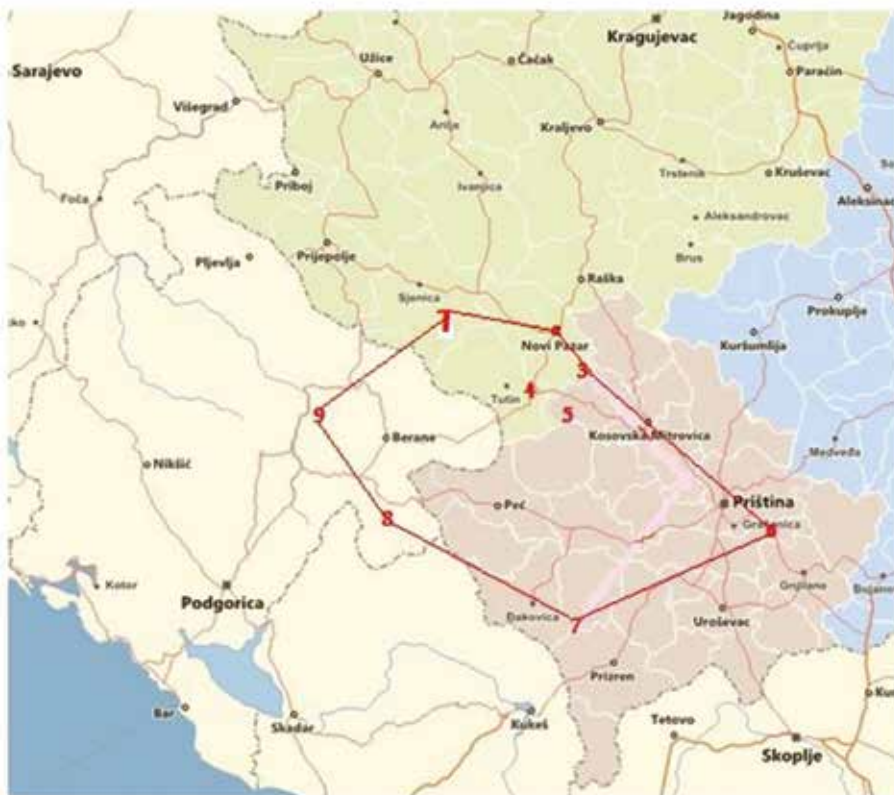 Jagodina
Kragujevac
Ćuprija
Užice
Čačak
Paraćin
Sarajevo
Višegrad
Arilje
Kraljevo
Trstenik
Kruševac
Priboj
Ivanjica
Foča
Aleksinac
Aleksandrovac
Prijepolje
Brus
Pljevlja
Raška
Sjenica
Prokuplje
1
Novi Pazar
Kuršumlija
3
4
Tutin
5
9
Kosovska Mitrovica
Berane
Medveđa
Nikšić
Peć
Priština
8
Gračanica
6
Kotor
Podgorica
Gnjilane
Đakovica
7
Uroševac
Prizren
Bar
Skadar
Kukeš
Tetovo
Skoplje